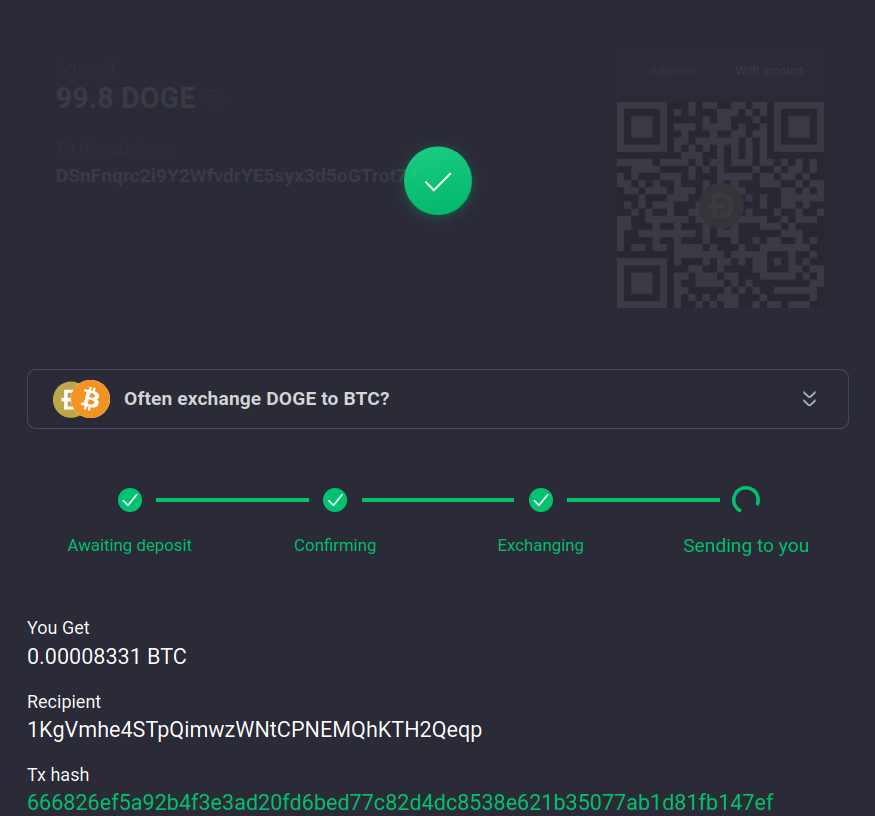 Amount
Address
With amount
99.8 DOGE
To this address
DSnFnqrc2i9Y2WfvdrYE5syx3d5oGTrot7
Often exchange DOGE to BTC?
Awaiting deposit
Confirming
Exchanging
Sending to you
You Get
0.00008331 BTC
Recipient
1KgVmhe4STpQimwzWNtCPNEMQhKTH2Qeqp
Tx hash
666826ef5a92b4f3e3ad20fd6bed77c82d4dc8538e621b35077ab1d81fb147ef